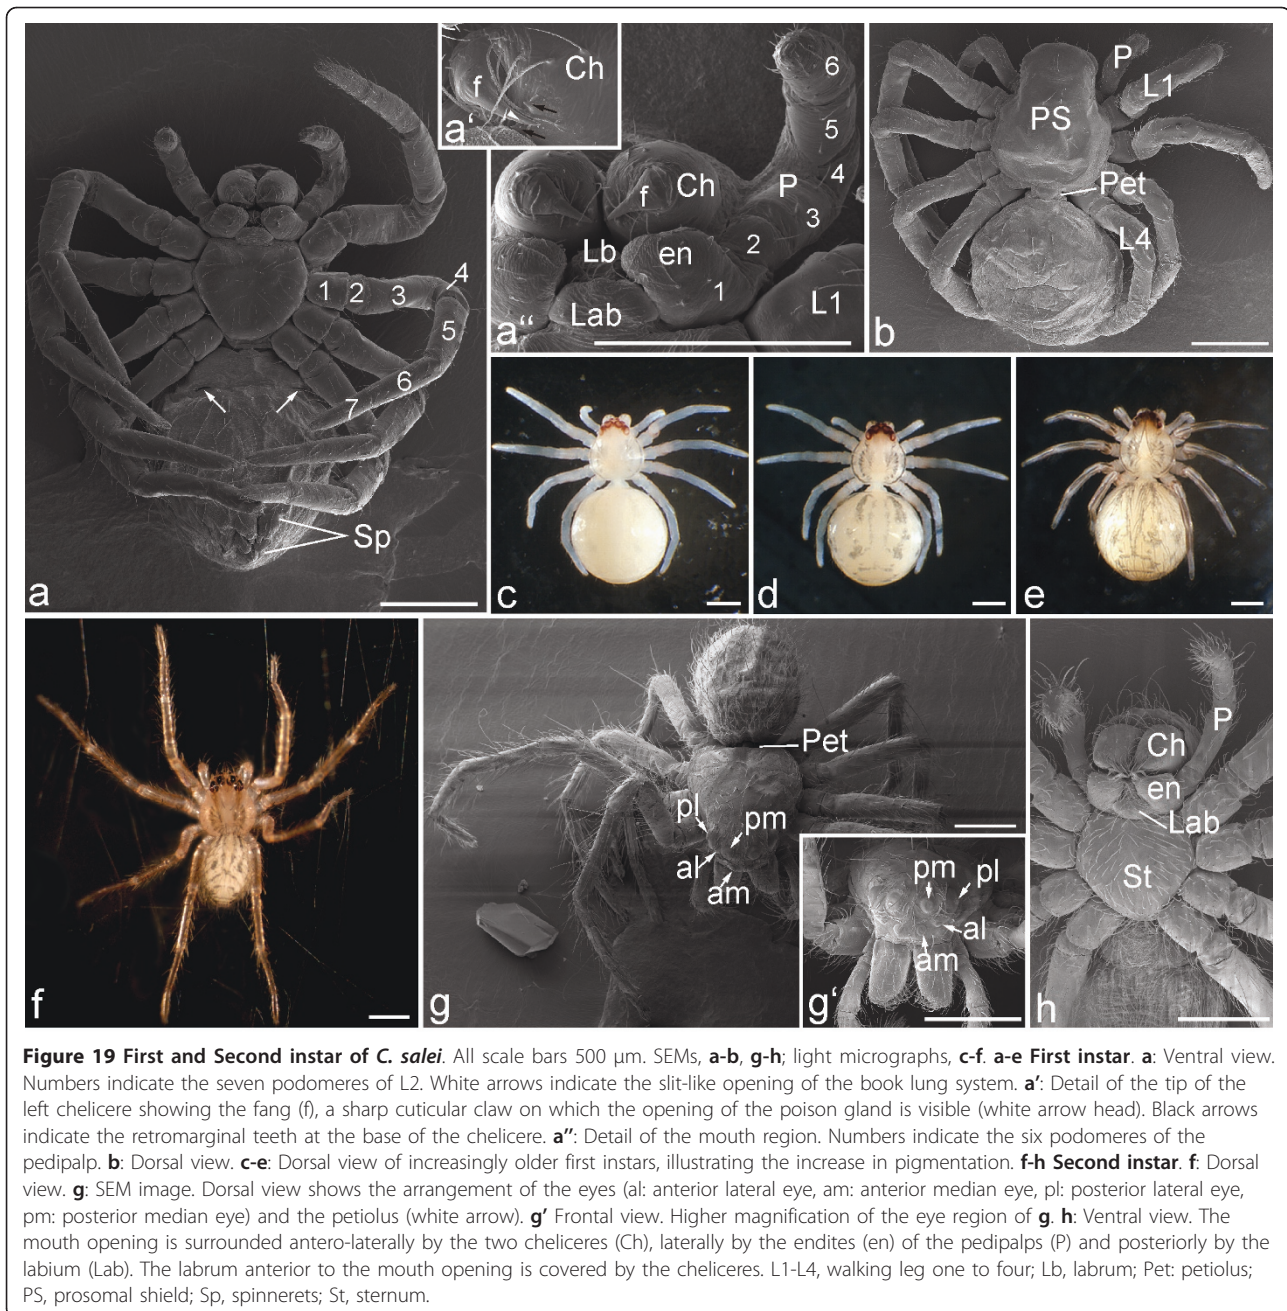 a
a'
f
Ch
a"
f
Ch
P
6
5
4
3
2
1
en
Lb
Lab
L1
b
P
L1
PS
Pet
L4
1
2
3
4
5
6
7
Sp
c
d
e
f
g
Pet
pl
pm
al
am
g'
pm
pl
al
am
h
P
Ch
en
Lab
St
Figure 19 First and Second instar of C. salei. All scale bars 500 μm. SEMs, a-b, g-h; light micrographs, c-f. a-e First instar. a: Ventral view.
Numbers indicate the seven podomeres of L2. White arrows indicate the slit-like opening of the book lung system. a': Detail of the tip of the
left chelicere showing the fang (f), a sharp cuticular claw on which the opening of the poison gland is visible (white arrow head). Black arrows
indicate the retromarginal teeth at the base of the chelicere. a'': Detail of the mouth region. Numbers indicate the six podomeres of the
pedipalp. b: Dorsal view. c-e: Dorsal view of increasingly older first instars, illustrating the increase in pigmentation. f-h Second instar. f: Dorsal
view. g: SEM image. Dorsal view shows the arrangement of the eyes (al: anterior lateral eye, am: anterior median eye, pl: posterior lateral eye,
pm: posterior median eye) and the petiolus (white arrow). g' Frontal view. Higher magnification of the eye region of g. h: Ventral view. The
mouth opening is surrounded antero-laterally by the two cheliceres (Ch), laterally by the endites (en) of the pedipalps (P) and posteriorly by the
labium (Lab). The labrum anterior to the mouth opening is covered by the cheliceres. L1-L4, walking leg one to four; Lb, labrum; Pet: petiolus;
PS, prosomal shield; Sp, spinnerets; St, sternum.